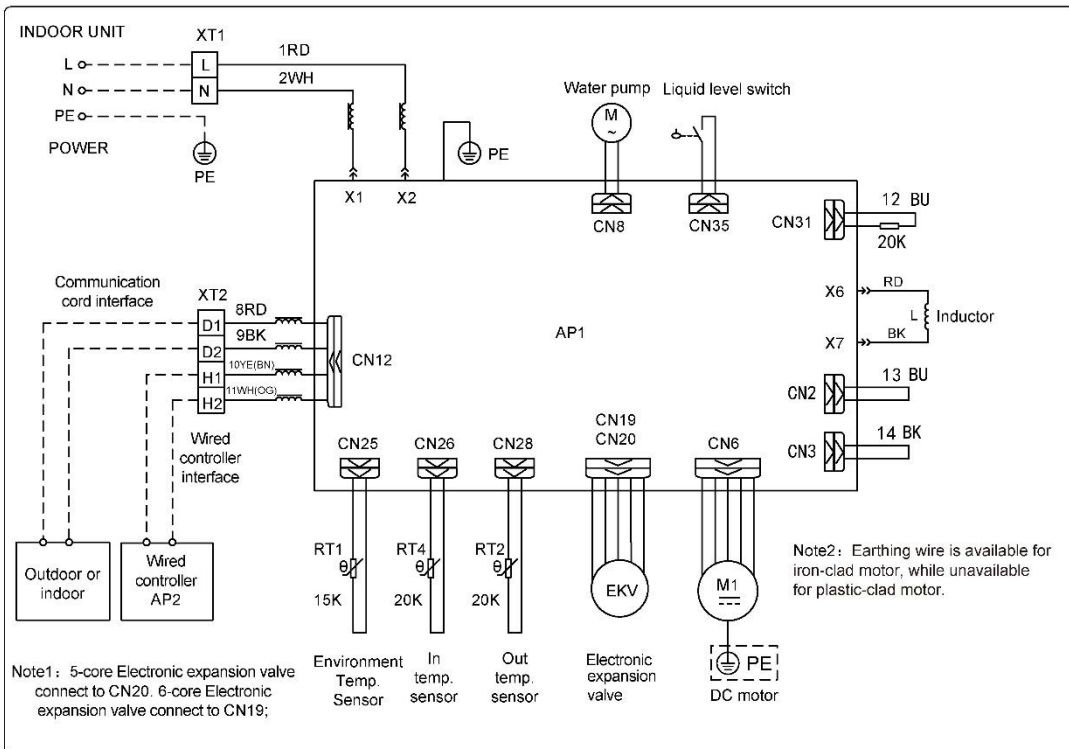 INDOOR UNIT
XT1
L
L
1RD
N
N
2WH
PE
POWER
PE
PE
X1
X2
Water pump
M
~
CN8
Liquid level switch
CN35
CN31
12 BU
20K
X6
RD
L
Inductor
X7
BK
AP1
CN2
13 BU
CN3
14 BK
Communication
cord interface
XT2
D1
8RD
D2
9BK
H1
10YE(BN)
H2
11WH(OG)
CN12
Wired
controller
interface
Outdoor or
indoor
Wired
controller
AP2
CN25
CN26
CN28
CN19
CN20
CN6
RT1
θ
15K
RT4
θ
20K
RT2
θ
20K
EKV
M1
PE
Environment
Temp.
Sensor
In
temp.
sensor
Out
temp.
sensor
Electronic
expansion
valve
DC motor
Note1：5-core Electronic expansion valve
connect to CN20. 6-core Electronic
expansion valve connect to CN19;
Note2：Earthing wire is available for
iron-clad motor, while unavailable
for plastic-clad motor.